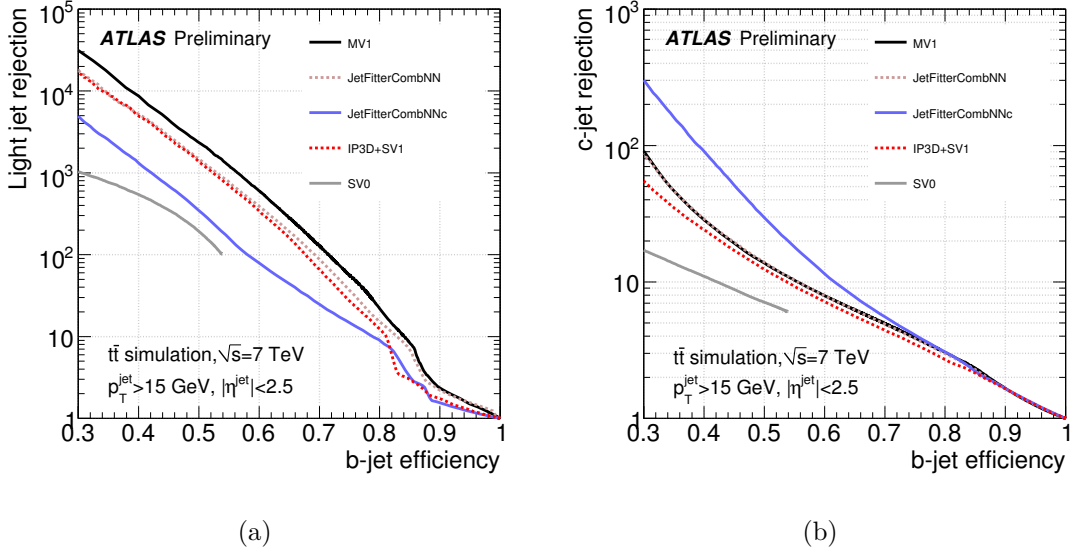 ATLAS Preliminary
MV1
JetFitterCombNN
JetFitterCombNNc
IP3D+SV1
SV0
tt̄ simulation,√s=7 TeV
p_T^jet>15 GeV, |η^jet|<2.5
Light jet rejection
10^5
10^4
10^3
10^2
10
1
0.3 0.4 0.5 0.6 0.7 0.8 0.9 1
b-jet efficiency
(a)
ATLAS Preliminary
MV1
JetFitterCombNN
JetFitterCombNNc
IP3D+SV1
SV0
tt̄ simulation,√s=7 TeV
p_T^jet>15 GeV, |η^jet|<2.5
c-jet rejection
10^3
10^2
10
1
0.3 0.4 0.5 0.6 0.7 0.8 0.9 1
b-jet efficiency
(b)